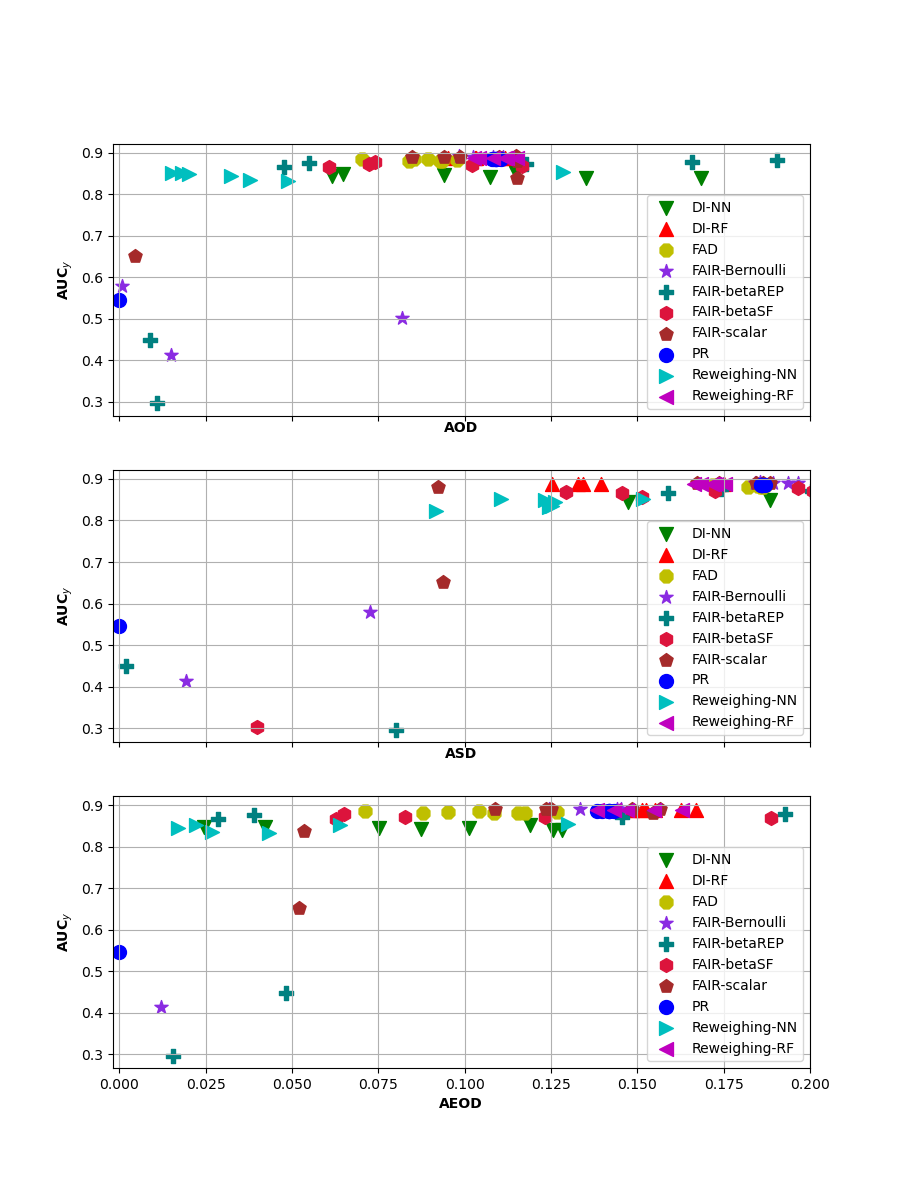 0.9
0.8
0.7
0.6
0.5
0.4
0.3
AUCy
DI-NN
DI-RF
FAD
FAIR-Bernoulli
FAIR-betaREP
FAIR-betaSF
FAIR-scalar
PR
Reweighing-NN
Reweighing-RF
AOD
0.9
0.8
0.7
0.6
0.5
0.4
0.3
AUCy
DI-NN
DI-RF
FAD
FAIR-Bernoulli
FAIR-betaREP
FAIR-betaSF
FAIR-scalar
PR
Reweighing-NN
Reweighing-RF
ASD
0.9
0.8
0.7
0.6
0.5
0.4
0.3
AUCy
DI-NN
DI-RF
FAD
FAIR-Bernoulli
FAIR-betaREP
FAIR-betaSF
FAIR-scalar
PR
Reweighing-NN
Reweighing-RF
0.000 0.025 0.050 0.075 0.100 0.125 0.150 0.175 0.200
AEOD